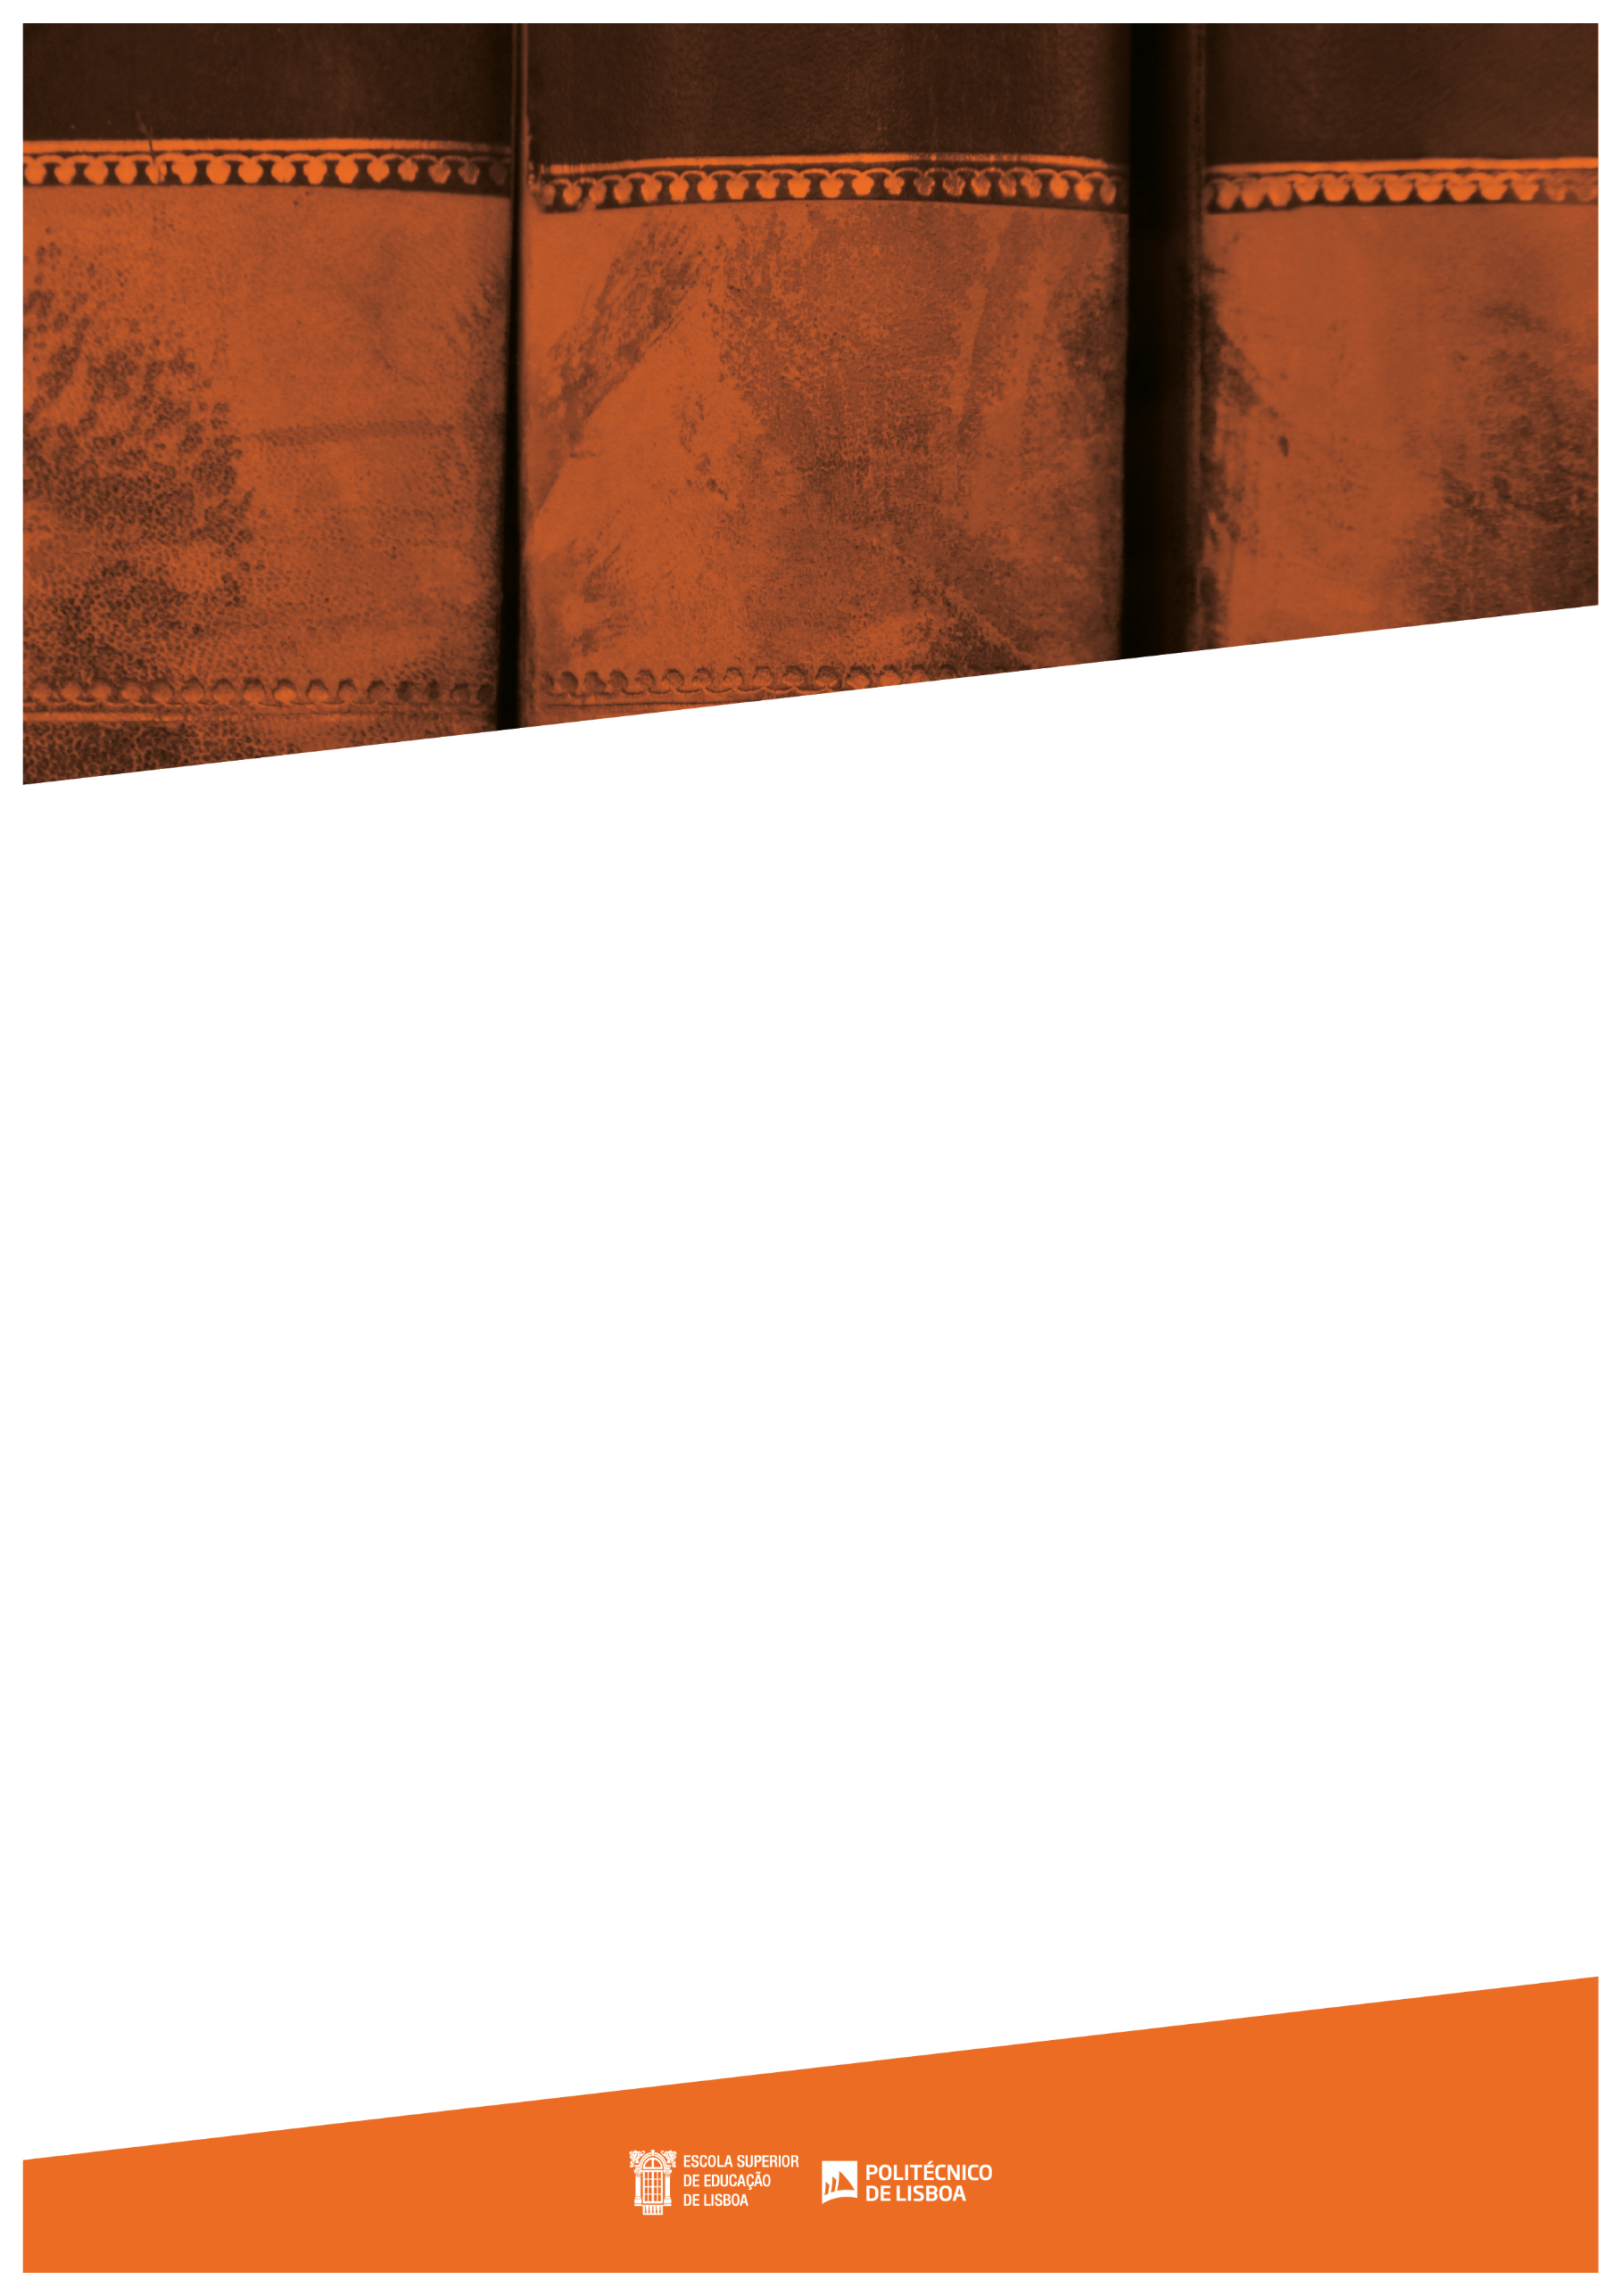 ESCOLA SUPERIOR
DE EDUCAÇÃO
DE LISBOA
POLITÉCNICO
DE LISBOA